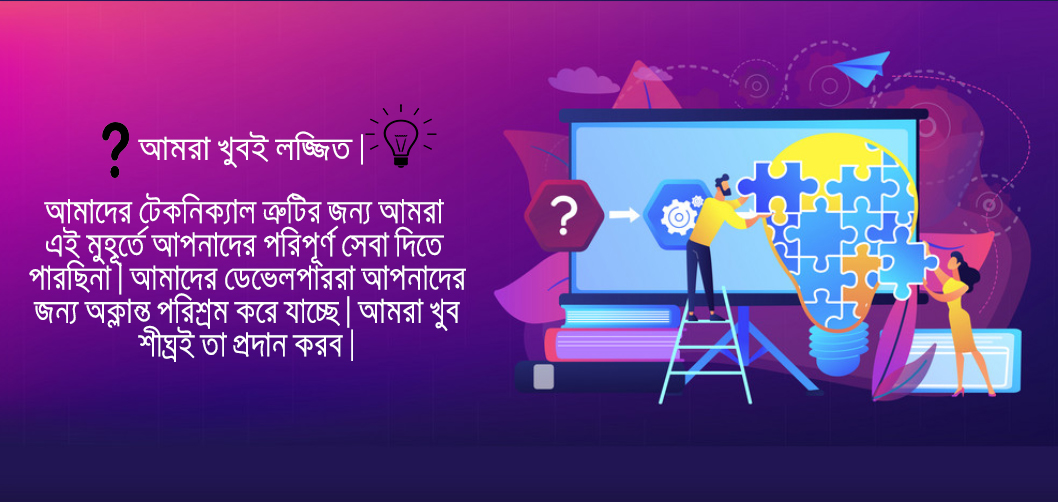 ? আমরা খুবই লজ্জিত |
আমাদের টেকনিক্যাল ত্রুটির জন্য আমরা
এই মুহূর্তে আপনাদের পরিপূর্ণ সেবা দিতে
পারছিনা | আমাদের ডেভেলপাররা আপনাদের
জন্য অক্লান্ত পরিশ্রম করে যাচ্ছে | আমরা খুব
শীঘ্রই তা প্রদান করব |
?